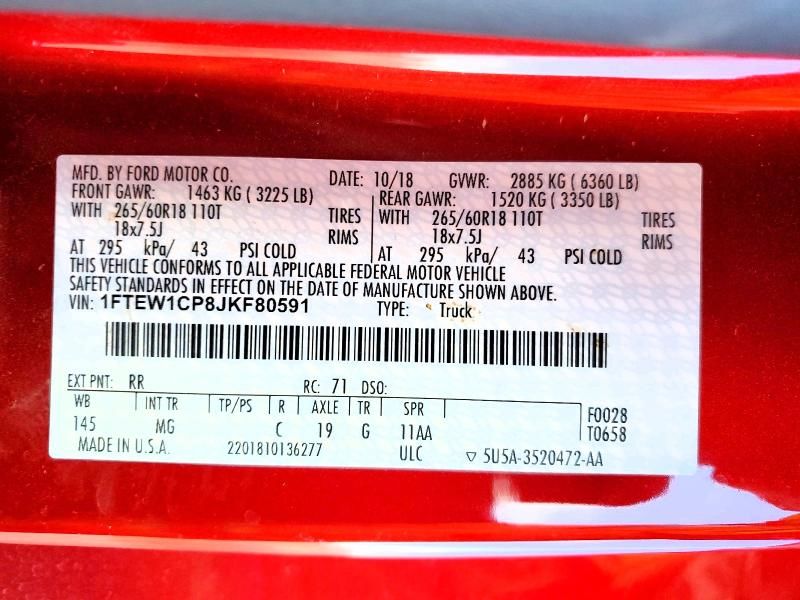 MFD. BY FORD MOTOR CO. DATE: 10/18 GVWR: 2885 KG ( 6360 LB)
FRONT GAWR: 1463 KG ( 3225 LB) REAR GAWR: 1520 KG ( 3350 LB)
WITH 265/60R18 110T TIRES WITH 265/60R18 110T TIRES
18x7.5J RIMS 18x7.5J RIMS
AT 295 kPa/ 43 PSI COLD AT 295 kPa/ 43 PSI COLD
THIS VEHICLE CONFORMS TO ALL APPLICABLE FEDERAL MOTOR VEHICLE
SAFETY STANDARDS IN EFFECT ON THE DATE OF MANUFACTURE SHOWN ABOVE.
VIN: 1FTEW1CP8JKF80591 TYPE: Truck
EXT PNT: RR RC: 71 DSO:
WB INT TR TP/PS R AXLE TR SPR F0028
145 MG C 19 G 11AA T0658
MADE IN U.S.A. 2201810136277 ULC ▽ 5U5A-3520472-AA